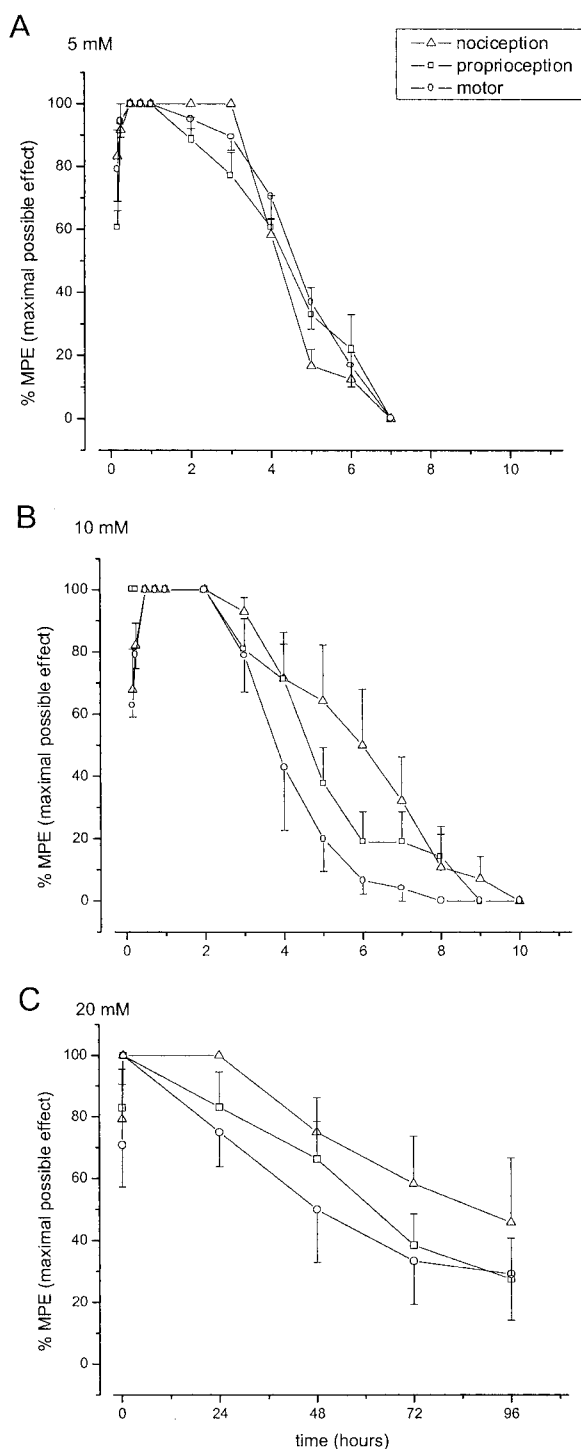 A
5 mM
nociception
proprioception
motor
100
80
60
40
20
0
% MPE (maximal possible effect)
0 2 4 6 8 10
B
10 mM
100
80
60
40
20
0
% MPE (maximal possible effect)
0 2 4 6 8 10
C
20 mM
100
80
60
40
20
0
% MPE (maximal possible effect)
0 24 48 72 96
time (hours)